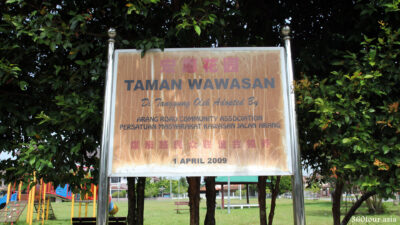 TAMAN WAWASAN
Di Tanggung Oleh Adopted By
ARANG ROAD COMMUNITY ASSOCIATION
PERSATUAN MASYARAKAT KAWASAN JALAN ARANG
1 APRIL 2009
360tour.asia